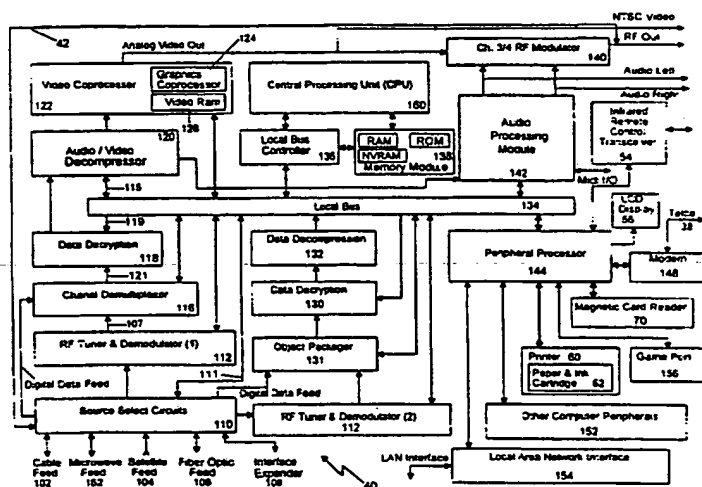 NTSC Video
42
124
Analog Video Out
Ch. 3/4 RF Modulator
140
RF Out
Video Coprocessor
122
Graphics
Coprocessor
Video Ram
126
Central Processing Unit (CPU)
160
Audio Left
Audio Right
Audio / Video
Decompressor
120
Local Bus
Controller
136
RAM
ROM
NVRAM
138
Memory Module
Audio
Processing
Module
142
Infrared
Remote
Control
Transceiver
54
115
Midi I/O
Local Bus
134
LCD
Display
56
Telco
38
119
Data Decryption
118
Data Decompression
132
Peripheral Processor
144
Modem
148
121
Channel Demultiplexor
116
Data Decryption
130
Magnetic Card Reader
70
107
RF Tuner & Demodulator (1)
112
Object Packager
131
Printer 60
Paper & Ink
Cartridge 62
Game Port
156
111
Digital Data Feed
Digital Data Feed
Source Select Circuits
110
RF Tuner & Demodulator (2)
112
Other Computer Peripherals
152
Cable
Feed
102
Microwave
Feed
162
Satellite
Feed
104
Fiber Optic
Feed
106
Interface
Expander
108
40
LAN Interface
Local Area Network Interface
154